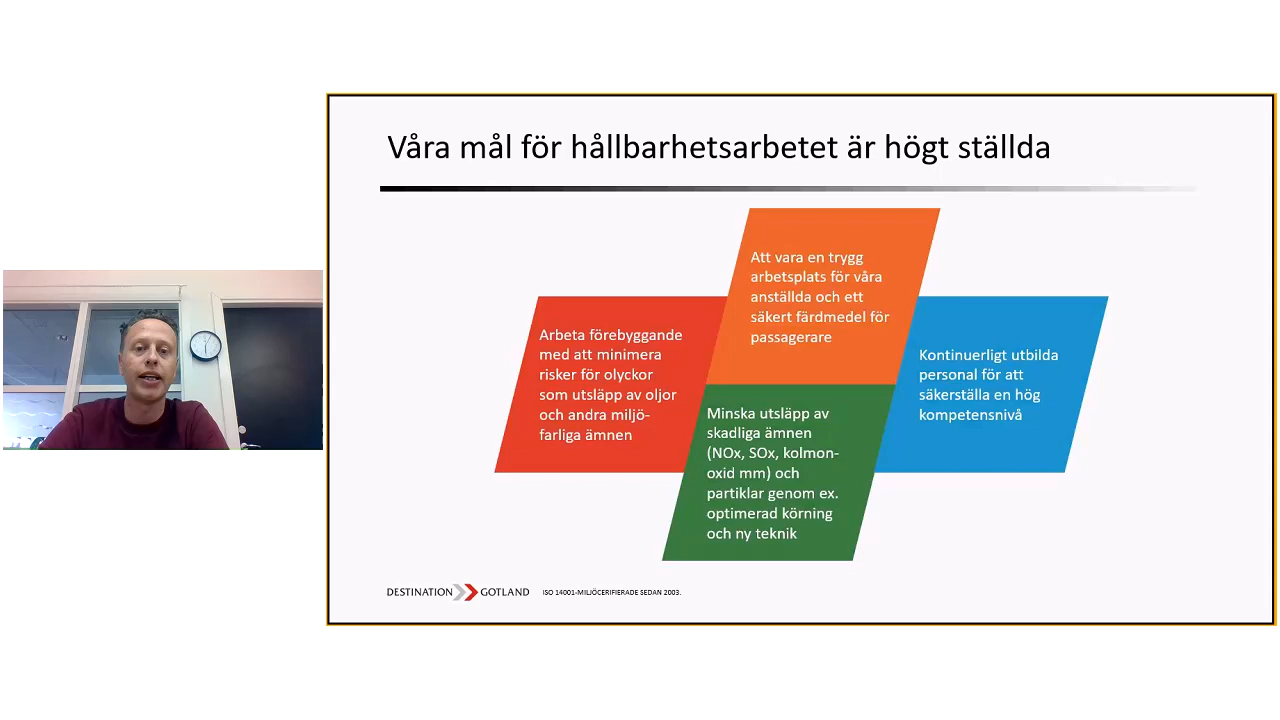 Våra mål för hållbarhetsarbetet är högt ställda
Arbeta förebyggande
med att minimera
risker för olyckor
som utsläpp av oljor
och andra miljö-
farliga ämnen
Att vara en trygg
arbetsplats för våra
anställda och ett
säkert färdmedel för
passagerare
Minska utsläpp av
skadliga ämnen
(NOx, SOx, kolmon-
oxid mm) och
partiklar genom ex.
optimerad körning
och ny teknik
Kontinuerligt utbilda
personal för att
säkerställa en hög
kompetensnivå
DESTINATION GOTLAND
ISO 14001-MILJÖCERIFIERADE SEDAN 2003.